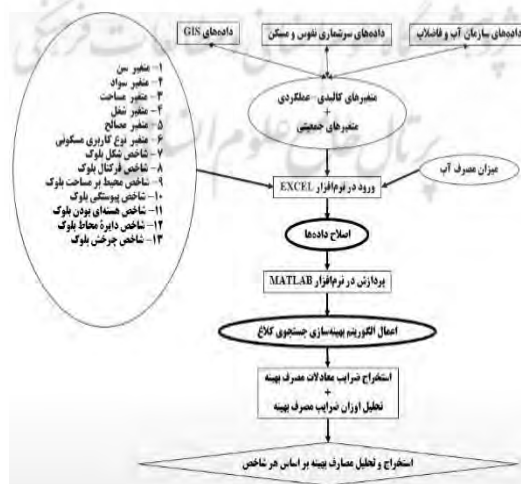 داده‌های سازمان آب و فاضلاب
داده‌های سرشماری نفوس و مسکن
داده‌های GIS
متغیرهای کالبدی-عملکردی
+
متغیرهای جمعیتی
۱- متغیر سن
۲- متغیر سواد
۳- متغیر مساحت
۴- متغیر شغل
۵- متغیر مصالح
۶- متغیر نوع کاربری مسکونی
۷- شاخص شکل بلوک
۸- شاخص فرکتال بلوک
۹- شاخص محیط بر مساحت بلوک
۱۰- شاخص پیوستگی بلوک
۱۱- شاخص هسته‌ای بودن بلوک
۱۲- شاخص دایرهٔ محاط بلوک
۱۳- شاخص چرخش بلوک
میزان مصرف آب
ورود در نرم‌افزار EXCEL
اصلاح داده‌ها
پردازش در نرم‌افزار MATLAB
اعمال الگوریتم بهینه‌سازی جستجوی کلاغ
استخراج ضرایب معادلات مصرف بهینه
+
تحلیل اوزان ضرایب مصرف بهینه
استخراج و تحلیل مصارف بهینه بر اساس هر شاخص
پرتال جامع علوم انسانی